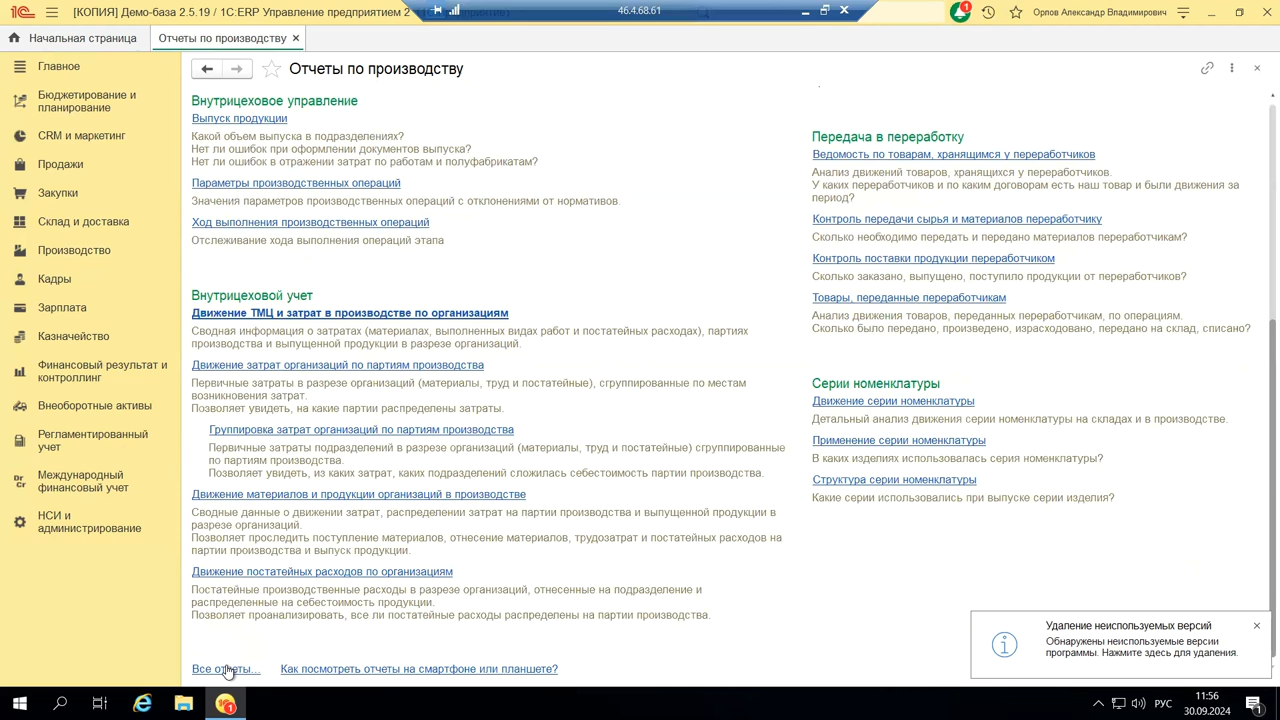 [КОПИЯ] Демо-база 2.5.19 / 1С:ERP Управление предприятием 2
46.4.68.61
1
Орлов Александр Владимирович
Начальная страница
Отчеты по производству
Главное
Бюджетирование и
планирование
CRM и маркетинг
Продажи
Закупки
Склад и доставка
Производство
Кадры
Зарплата
Казначейство
Финансовый результат и
контроллинг
Внеоборотные активы
Регламентированный
учет
Международный
финансовый учет
НСИ и
администрирование
Отчеты по производству
Внутрицеховое управление
Выпуск продукции
Какой объем выпуска в подразделениях?
Нет ли ошибок при оформлении документов выпуска?
Нет ли ошибок в отражении затрат по работам и полуфабрикатам?
Параметры производственных операций
Значения параметров производственных операций с отклонениями от нормативов.
Ход выполнения производственных операций
Отслеживание хода выполнения операций этапа
Внутрицеховой учет
Движение ТМЦ и затрат в производстве по организациям
Сводная информация о затратах (материалах, выполненных видах работ и постатейных расходах), партиях
производства и выпущенной продукции в разрезе организаций.
Движение затрат организаций по партиям производства
Первичные затраты в разрезе организаций (материалы, труд и постатейные), сгруппированные по местам
возникновения затрат.
Позволяет увидеть, на какие партии распределены затраты.
Группировка затрат организаций по партиям производства
Первичные затраты подразделений в разрезе организаций (материалы, труд и постатейные) сгруппированные
по партиям производства.
Позволяет увидеть, из каких затрат, каких подразделений сложилась себестоимость партии производства.
Движение материалов и продукции организаций в производстве
Сводные данные о движении затрат, распределении затрат на партии производства и выпущенной продукции в
разрезе организаций.
Позволяет проследить поступление материалов, отнесение материалов, трудозатрат и постатейных расходов на
партии производства и выпуск продукции.
Движение постатейных расходов по организациям
Постатейные производственные расходы в разрезе организаций, отнесенные на подразделение и
распределенные на себестоимость продукции.
Позволяет проанализировать, все ли постатейные расходы распределены на партии производства.
Все отчеты...
Как посмотреть отчеты на смартфоне или планшете?
Передача в переработку
Ведомость по товарам, хранящимся у переработчиков
Анализ движений товаров, хранящихся у переработчиков.
У каких переработчиков и по каким договорам есть наш товар и были движения за
период?
Контроль передачи сырья и материалов переработчику
Сколько необходимо передать и передано материалов переработчикам?
Контроль поставки продукции переработчиком
Сколько заказано, выпущено, поступило продукции от переработчиков?
Товары, переданные переработчикам
Анализ движения товаров, переданных переработчикам, по операциям.
Сколько было передано, произведено, израсходовано, передано на склад, списано?
Серии номенклатуры
Движение серии номенклатуры
Детальный анализ движения серии номенклатуры на складах и в производстве.
Применение серии номенклатуры
В каких изделиях использовалась серия номенклатуры?
Структура серии номенклатуры
Какие серии использовались при выпуске серии изделия?
Удаление неиспользуемых версий
Обнаружены неиспользуемые версии
программы. Нажмите здесь для удаления.
РУС
11:56
30.09.2024
1